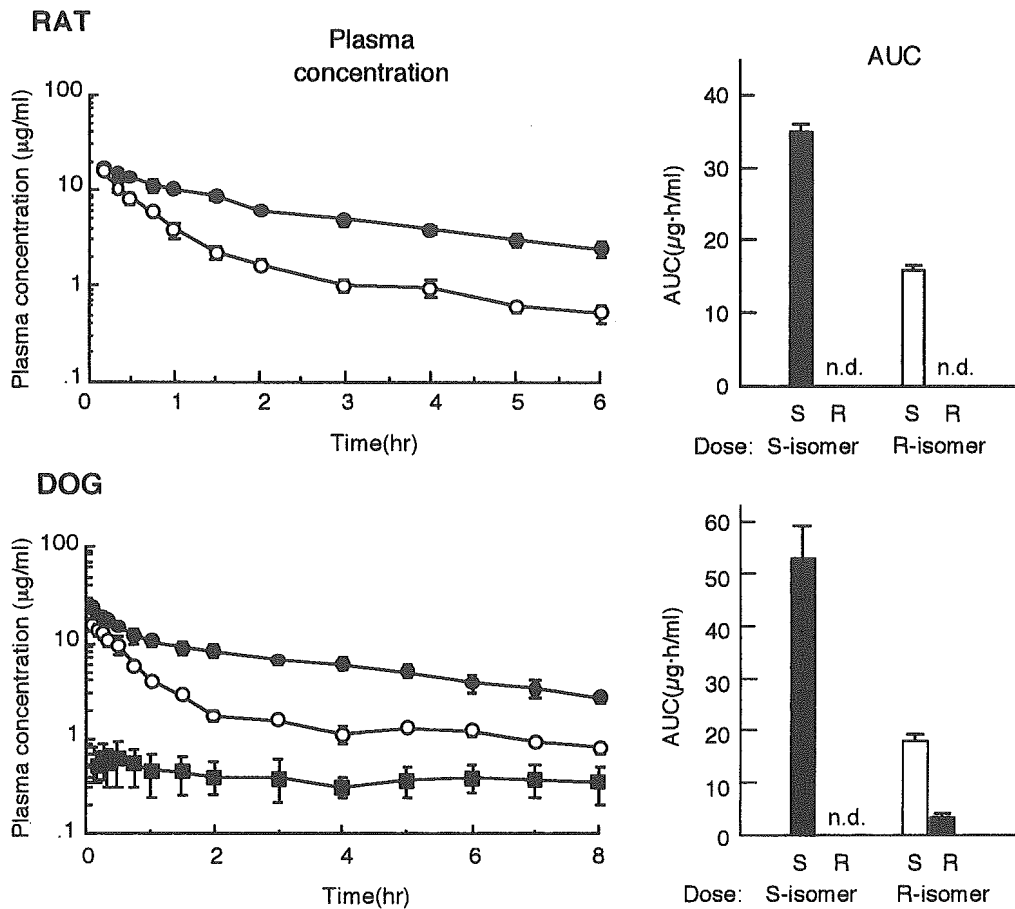 RAT
Plasma
concentration
Plasma concentration (µg/ml)
100
10
1
.1
0 1 2 3 4 5 6
Time(hr)
AUC
AUC(µg·h/ml)
40
30
20
10
0
n.d. n.d.
S R S R
Dose: S-isomer R-isomer
DOG
Plasma concentration (µg/ml)
100
10
1
.1
0 2 4 6 8
Time(hr)
AUC(µg·h/ml)
60
50
40
30
20
10
0
n.d.
S R S R
Dose: S-isomer R-isomer